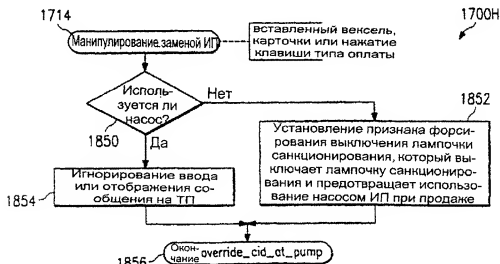 1714
Манипулирование заменой ИП
вставленный вексель,
карточки или нажатие
клавиши типа оплаты
1700H
Исполь-
зуется ли
насос?
1850
Нет
Да
1852
Установление признака форси-
рования выключения лампочки
санкционирования, который вы-
ключает лампочку санкциониро-
вания и предотвращает использо-
вание насосом ИП при продаже
1854
Игнорирование ввода
или отображения со-
общения на ТП
1856
Окон-
чание override_cid_at_pump